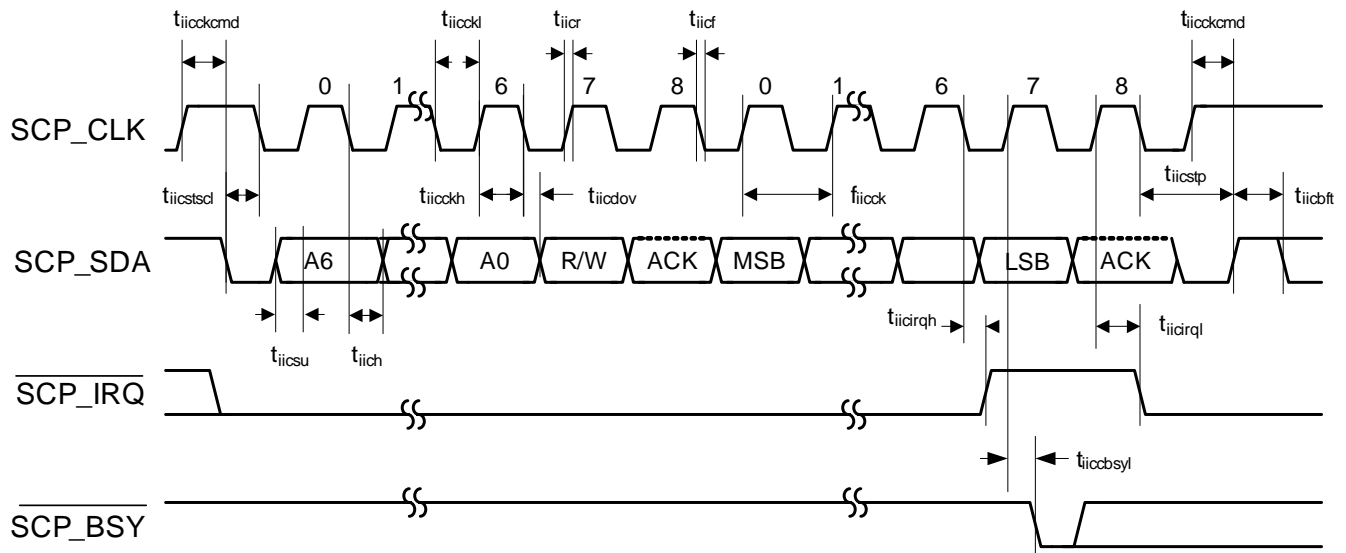 tiicckcmd tiicckl tiicr tiicf tiicckcmd
0 1 6 7 8 0 1 6 7 8
SCP_CLK
tiicstscl tiicckh tiicdov fiicck tiicstp tiicbft
SCP_SDA A6 A0 R/W ACK MSB LSB ACK
tiicsu tiich tiicirqh tiicirql
SCP_IRQ
tiiccbsyl
SCP_BSY